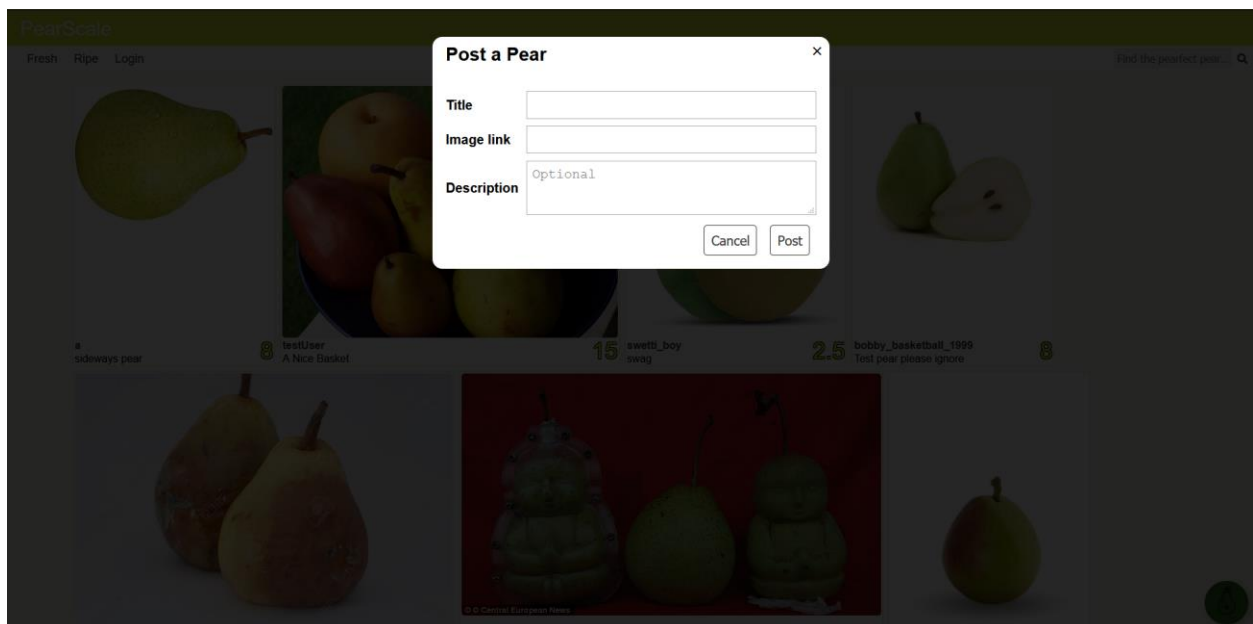 PearScale
Post a Pear ×
Fresh Ripe Login
Find the pearfect pear...
Title
Image link
Description
Optional
Cancel Post
a
sideways pear
8
testUser
A Nice Basket
15
swetti_boy
swag
2.5
bobby_basketball_1999
Test pear please ignore
8
© Central European News